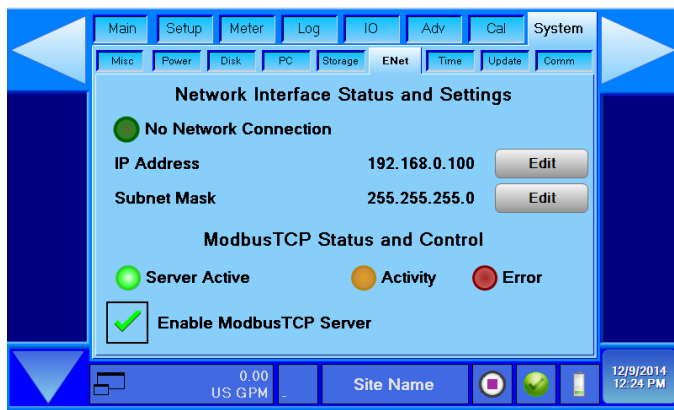 Main Setup Meter Log IO Adv Cal System
Misc Power Disk PC Storage ENet Time Update Comm
Network Interface Status and Settings
No Network Connection
IP Address 192.168.0.100 Edit
Subnet Mask 255.255.255.0 Edit
ModbusTCP Status and Control
Server Active Activity Error
Enable ModbusTCP Server
0.00
US GPM - Site Name
12/9/2014
12:24 PM